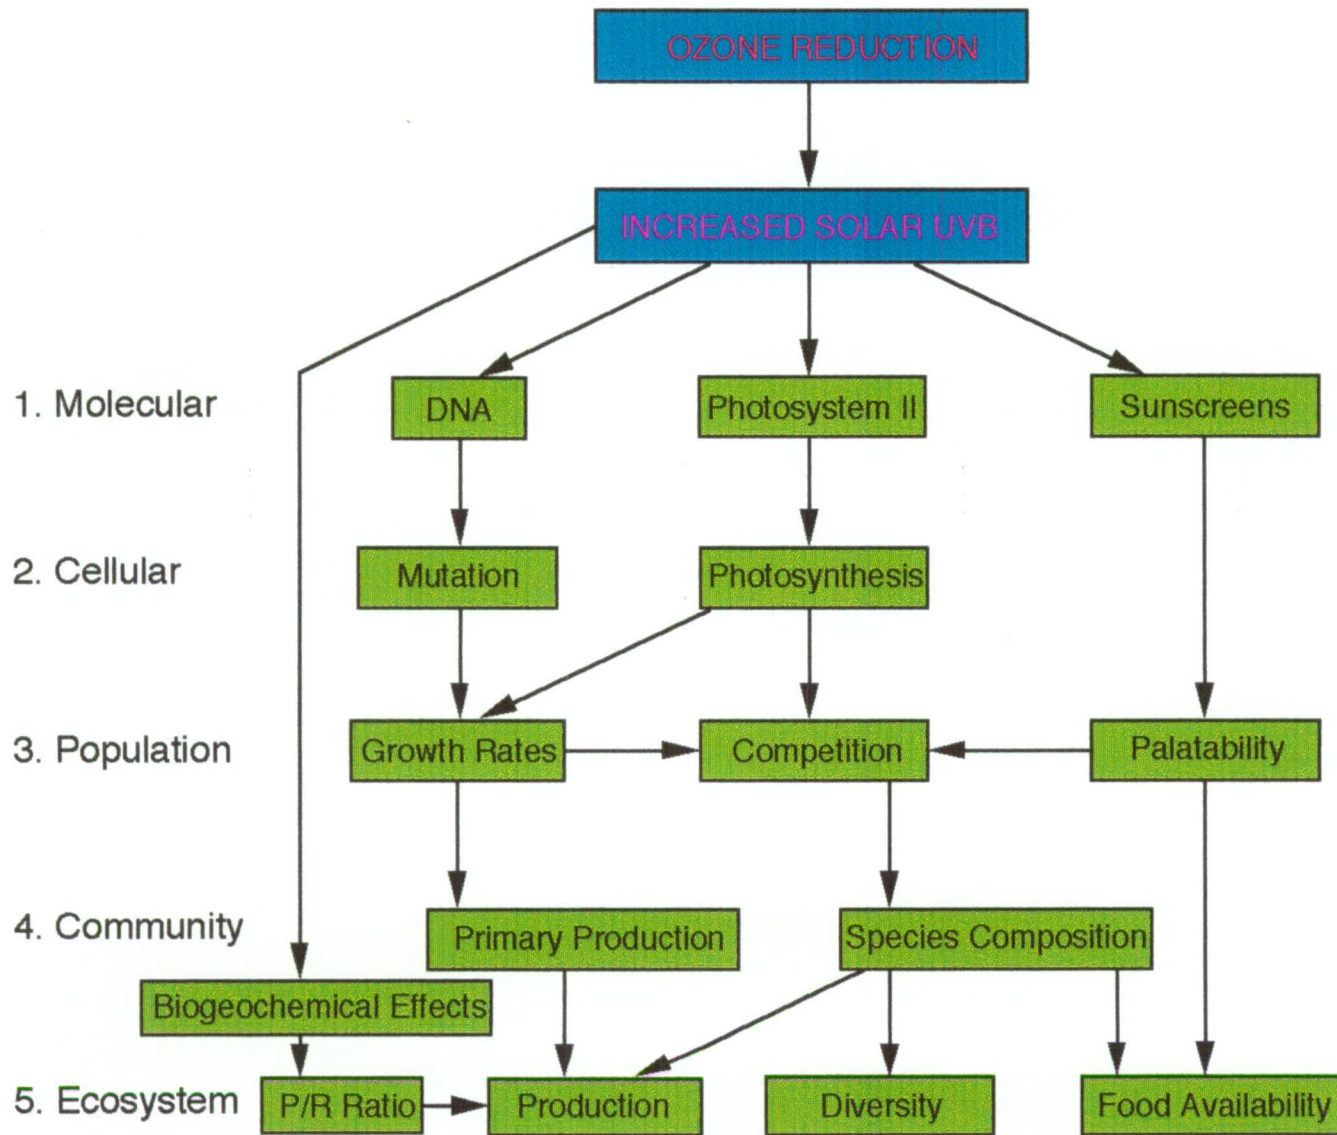 OZONE REDUCTION
INCREASED SOLAR UVB
1. Molecular
DNA
Photosystem II
Sunscreens
2. Cellular
Mutation
Photosynthesis
3. Population
Growth Rates
Competition
Palatability
4. Community
Primary Production
Species Composition
Biogeochemical Effects
5. Ecosystem
P/R Ratio
Production
Diversity
Food Availability